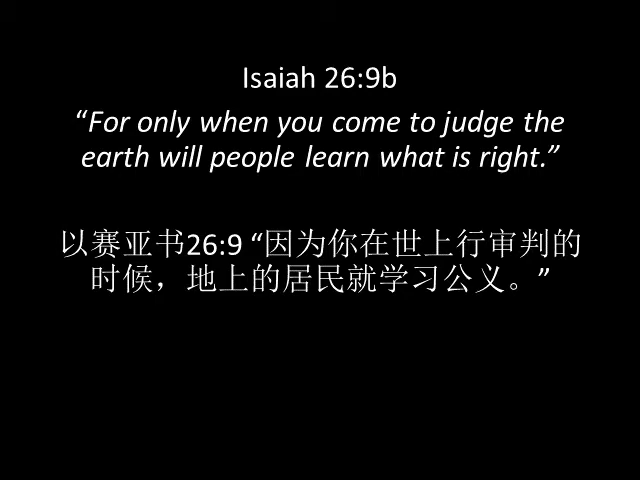 Isaiah 26:9b
“For only when you come to judge the
earth will people learn what is right.”
以赛亚书26:9 “因为你在世上行审判的
时候，地上的居民就学习公义。”